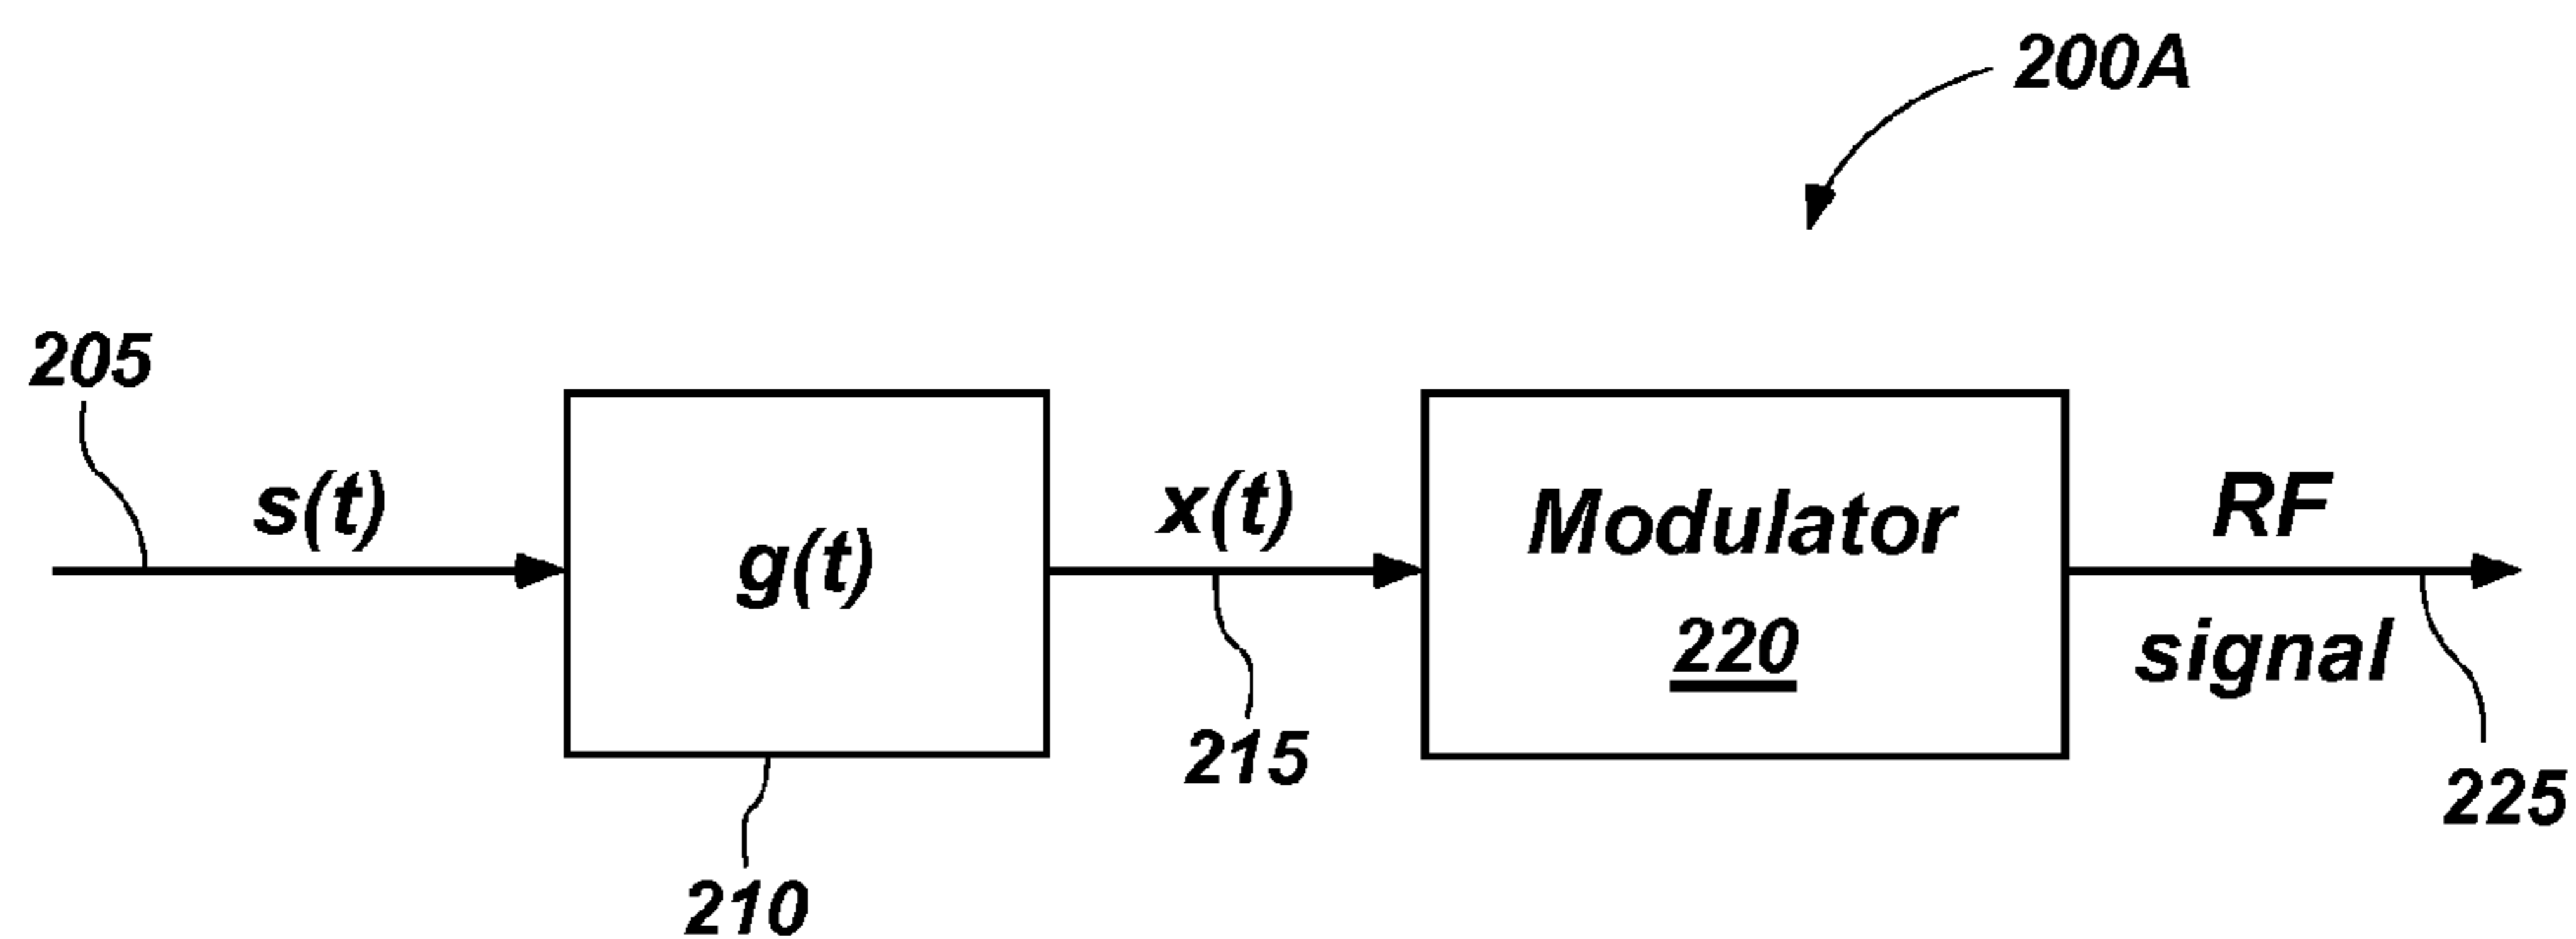 200A
205
s(t)
g(t)
x(t)
Modulator
220
RF
signal
215
225
210